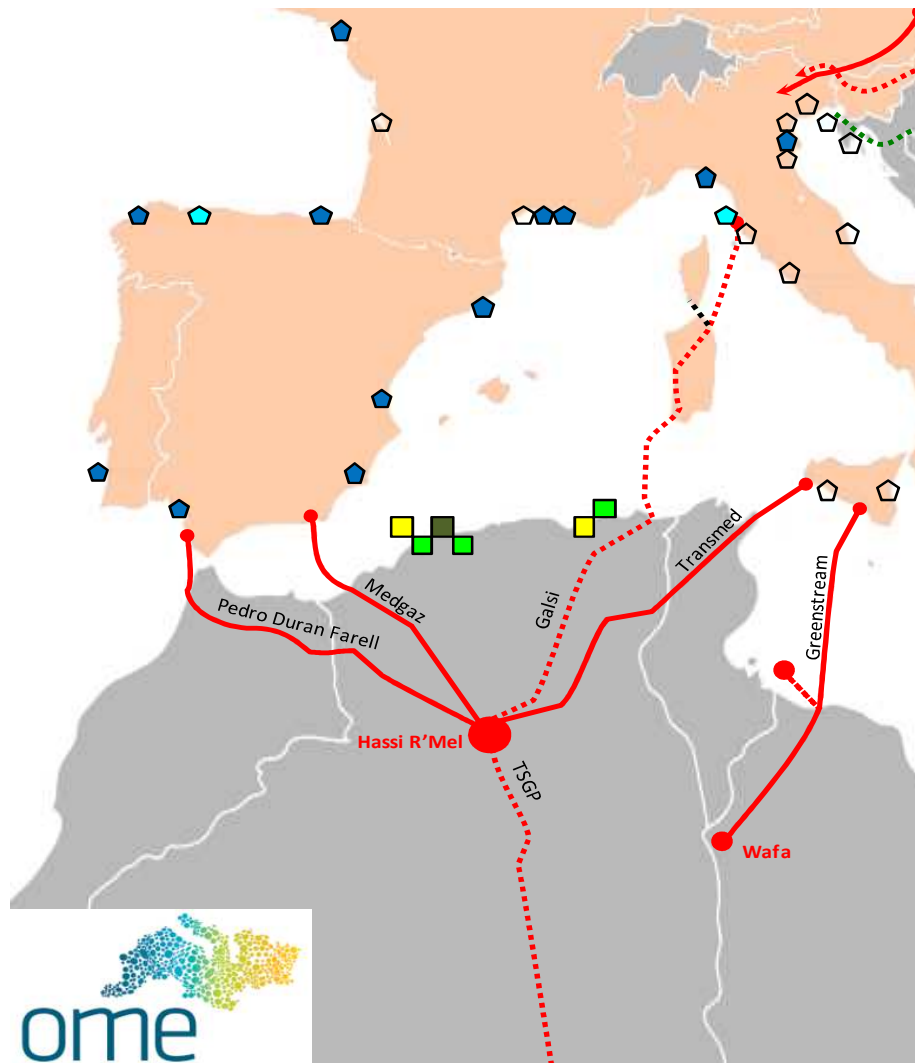 Pedro Duran Farell
Medgaz
Galsi
Transmed
Greenstream
Hassi R'Mel
TSGP
Wafa
ome